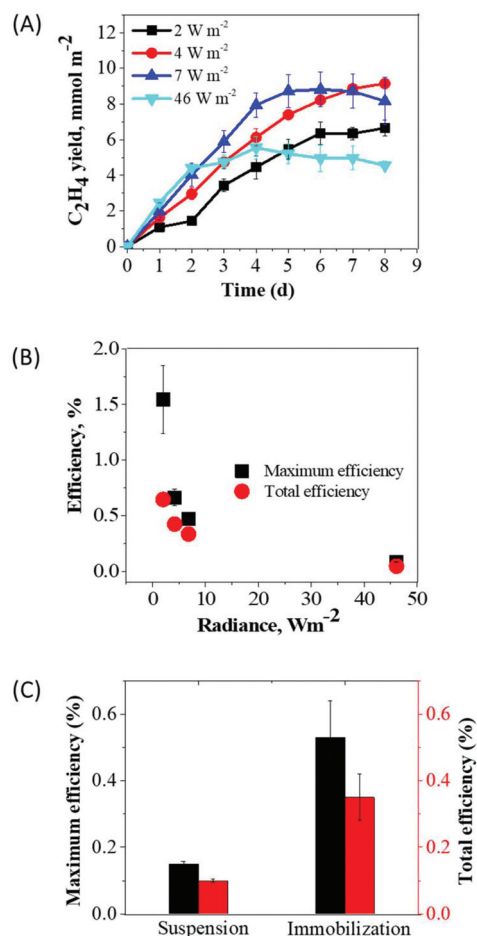 (A)
C2H4 yield, mmol m-2
12
10
8
6
4
2
0
2 W m-2
4 W m-2
7 W m-2
46 W m-2
0 1 2 3 4 5 6 7 8 9
Time (d)
(B)
Efficiency, %
2.0
1.5
1.0
0.5
0.0
Maximum efficiency
Total efficiency
0 10 20 30 40 50
Radiance, Wm-2
(C)
Maximum efficiency (%)
0.6
0.4
0.2
0.0
0.6
0.4
0.2
0.0
Total efficiency (%)
Suspension Immobilization